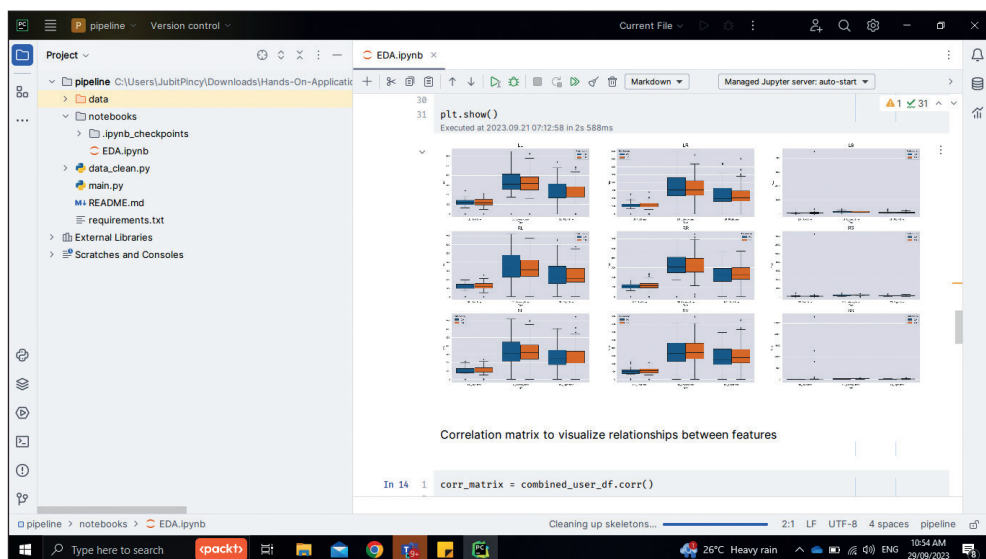 PC
P pipeline
Version control
Current File
Project
EDA.ipynb
pipeline C:\Users\JubitPincy\Downloads\Hands-On-Applicatic
data
notebooks
.ipynb_checkpoints
EDA.ipynb
data_clean.py
main.py
M↓ README.md
requirements.txt
External Libraries
Scratches and Consoles
Markdown
Managed Jupyter server: auto-start
1 31
30
31 plt.show()
Executed at 2023.09.21 07:12:58 in 2s 588ms
Correlation matrix to visualize relationships between features
In 14 1 corr_matrix = combined_user_df.corr()
pipeline > notebooks > EDA.ipynb
Cleaning up skeletons...
2:1 LF UTF-8 4 spaces pipeline
Type here to search
<packt>
9+
PC
26°C Heavy rain
ENG
10:54 AM
29/09/2023
8